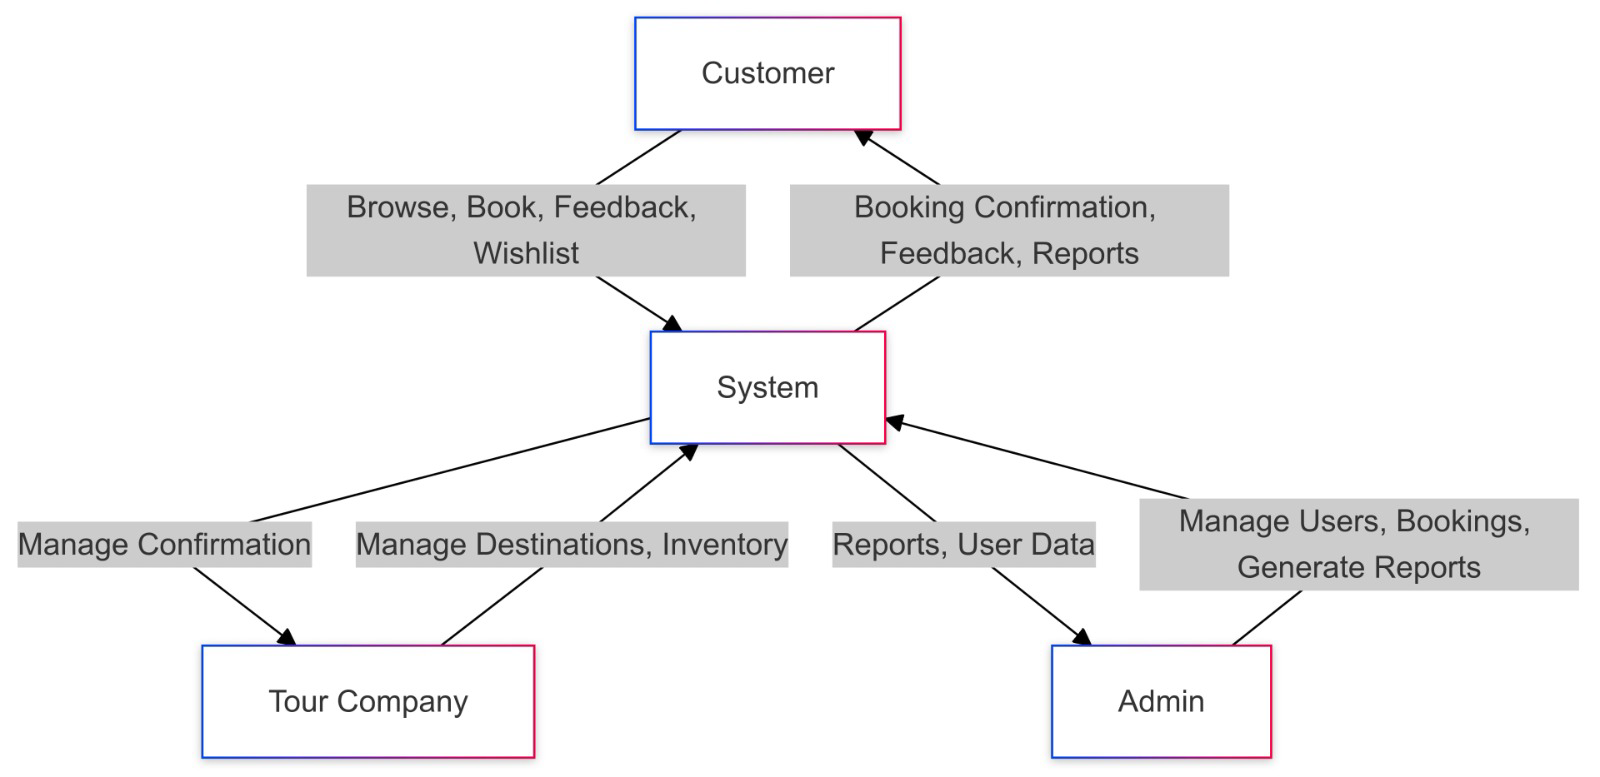 Customer
Browse, Book, Feedback,
Wishlist
Booking Confirmation,
Feedback, Reports
System
Manage Confirmation
Manage Destinations, Inventory
Reports, User Data
Manage Users, Bookings,
Generate Reports
Tour Company
Admin